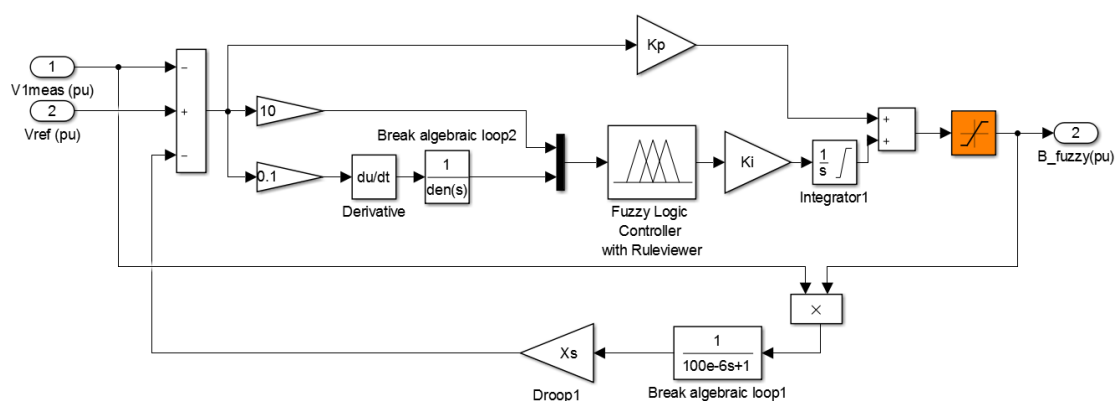 Kp
1
V1meas (pu)
2
Vref (pu)
−
+
−
10
0.1
Break algebraic loop2
du/dt
Derivative
1
den(s)
Fuzzy Logic
Controller
with Ruleviewer
Ki
1
s
Integrator1
+
+
2
B_fuzzy(pu)
×
Xs
Droop1
1
100e-6s+1
Break algebraic loop1